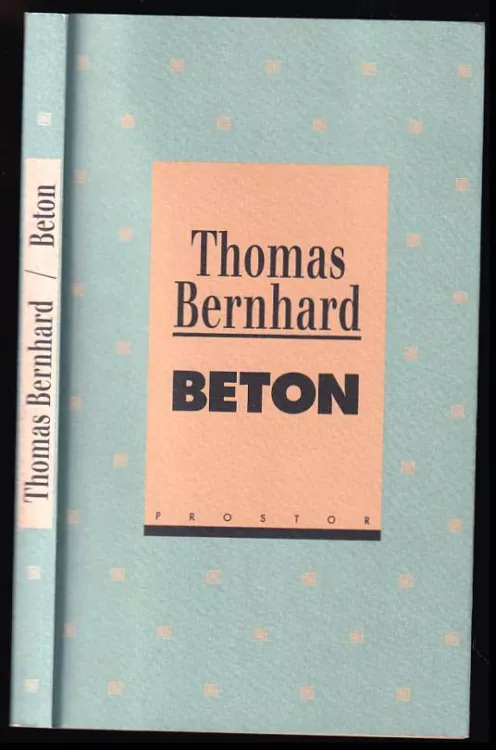 Thomas Bernhard / Beton
Thomas
Bernhard
BETON
PROSTOR